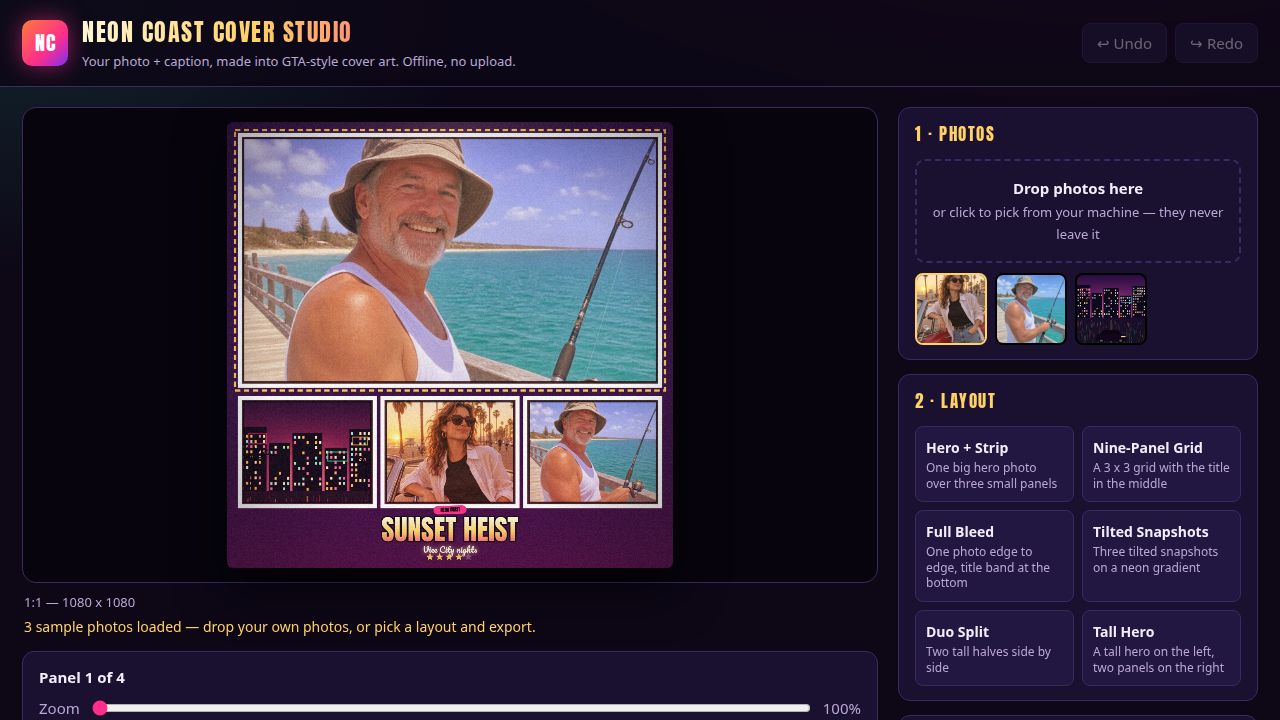 NC
NEON COAST COVER STUDIO
Your photo + caption, made into GTA-style cover art. Offline, no upload.
↩ Undo
↪ Redo
SUNSET HEIST
Vice City nights
1:1 — 1080 x 1080
3 sample photos loaded — drop your own photos, or pick a layout and export.
Panel 1 of 4
Zoom
100%
1 · PHOTOS
Drop photos here
or click to pick from your machine — they never
leave it
2 · LAYOUT
Hero + Strip
One big hero photo
over three small panels
Nine-Panel Grid
A 3 x 3 grid with the title
in the middle
Full Bleed
One photo edge to
edge, title band at the
bottom
Tilted Snapshots
Three tilted snapshots
on a neon gradient
Duo Split
Two tall halves side by
side
Tall Hero
A tall hero on the left,
two panels on the right